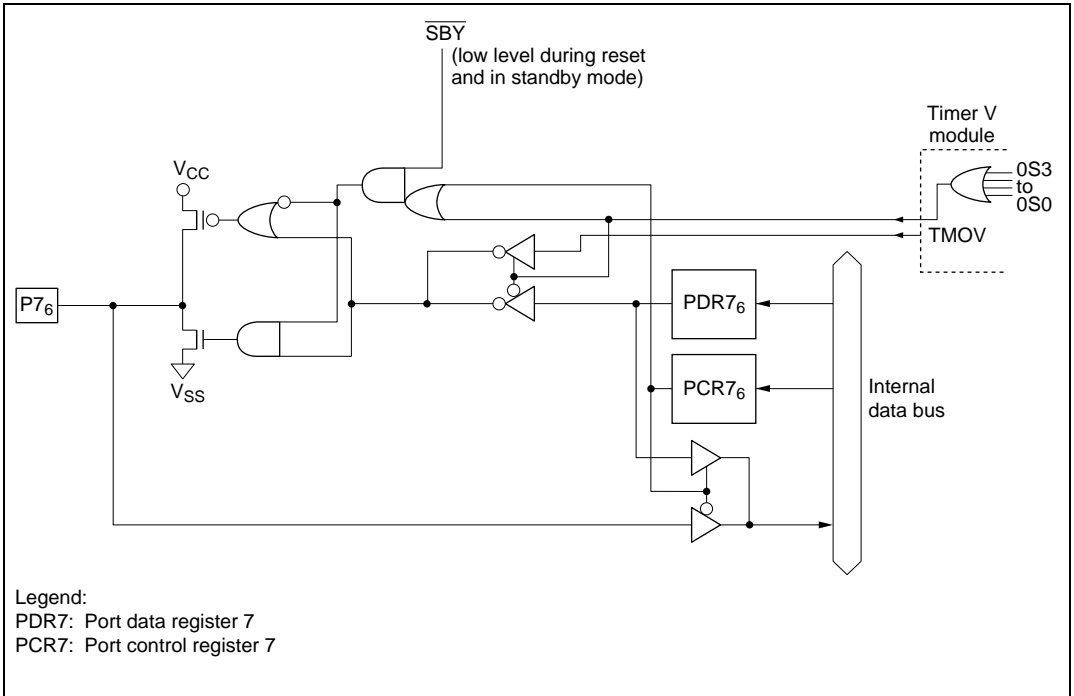 SBY
(low level during reset
and in standby mode)
Timer V
module
0S3
to
0S0
TMOV
VCC
P76
VSS
PDR76
PCR76
Internal
data bus
Legend:
PDR7: Port data register 7
PCR7: Port control register 7